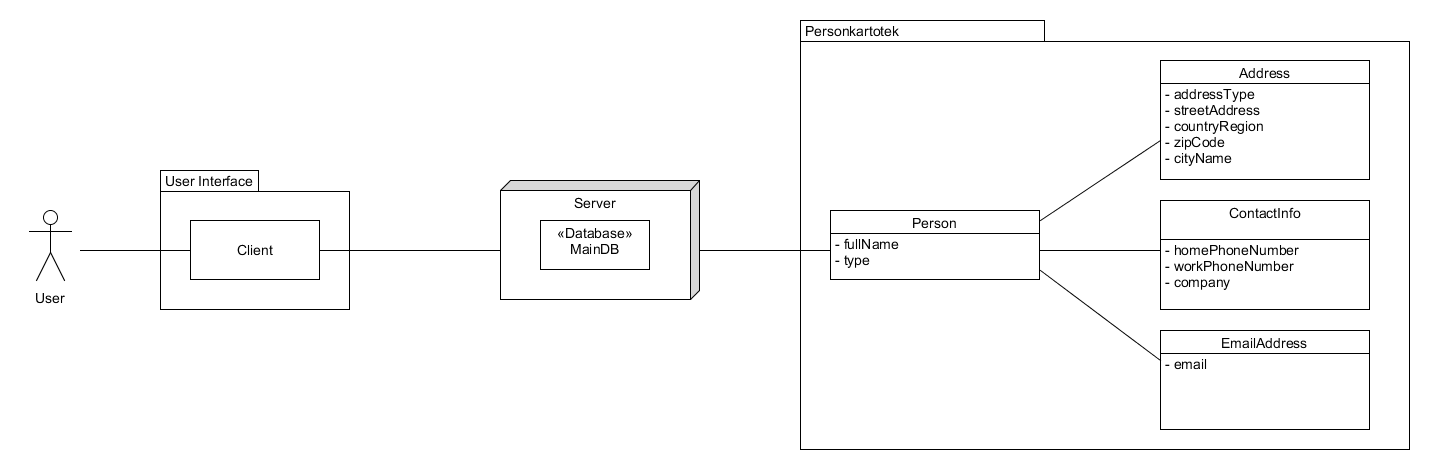 User
User Interface
Client
Server
«Database»
MainDB
Personkartotek
Person
- fullName
- type
Address
- addressType
- streetAddress
- countryRegion
- zipCode
- cityName
ContactInfo
- homePhoneNumber
- workPhoneNumber
- company
EmailAddress
- email